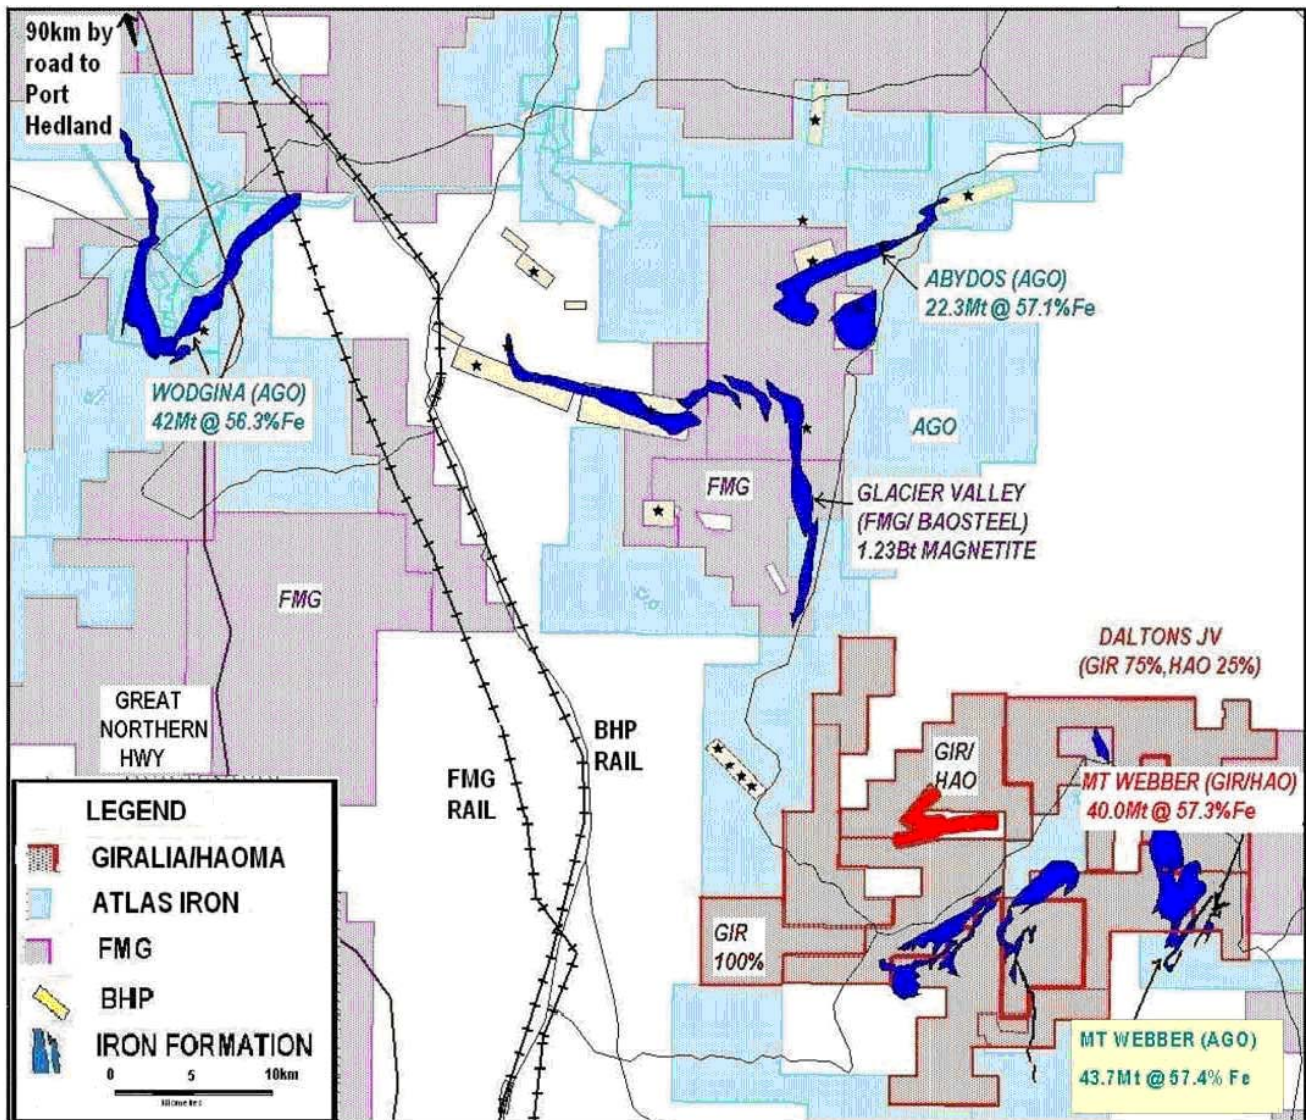 90km by
road to
Port
Hedland
ABYDOS (AGO)
22.3Mt @ 57.1%Fe
WODGINA (AGO)
42Mt @ 56.3%Fe
AGO
FMG
GLACIER VALLEY
(FMG/ BAOSTEEL)
1.23Bt MAGNETITE
FMG
DALTONS JV
(GIR 75%,HAO 25%)
GREAT
NORTHERN
HWY
BHP
RAIL
FMG
RAIL
GIR/
HAO
MT WEBBER (GIR/HAO)
40.0Mt @ 57.3%Fe
GIR
100%
MT WEBBER (AGO)
43.7Mt @ 57.4% Fe
LEGEND
GIRALIA/HAOMA
ATLAS IRON
FMG
BHP
IRON FORMATION
0 5 10km
Kilometres